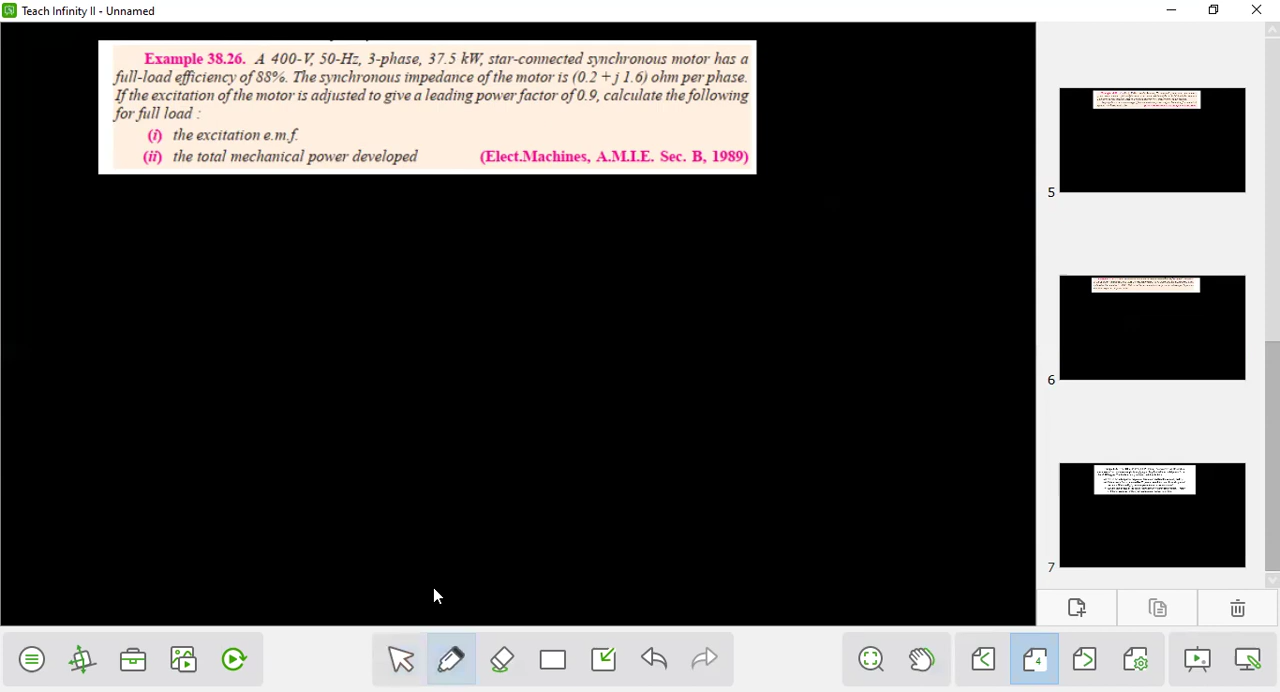 Teach Infinity II - Unnamed
Example 38.26. A 400-V, 50-Hz, 3-phase, 37.5 kW, star-connected synchronous motor has a
full-load efficiency of 88%. The synchronous impedance of the motor is (0.2 + j 1.6) ohm per phase.
If the excitation of the motor is adjusted to give a leading power factor of 0.9, calculate the following
for full load :
(i) the excitation e.m.f.
(ii) the total mechanical power developed (Elect.Machines, A.M.I.E. Sec. B, 1989)
5
6
7
4